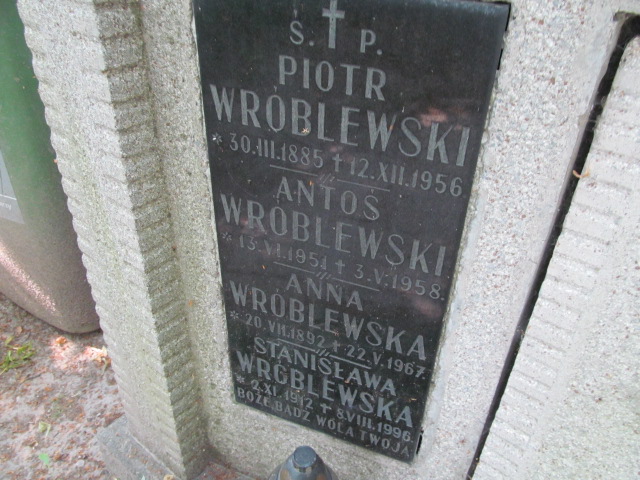 Ś. P.
PIOTR
WRÓBLEWSKI
* 30.III.1885 + 12.XII.1956
ANTOŚ
WRÓBLEWSKI
* 13.VI.1951 + 3.V.1958.
ANNA
WRÓBLEWSKA
* 20.VII.1892 + 22.V.1967.
STANISŁAWA
WRÓBLEWSKA
* 2.XI.1912 + 8.VIII.1996.
BOŻE BĄDŹ WOLA TWOJA